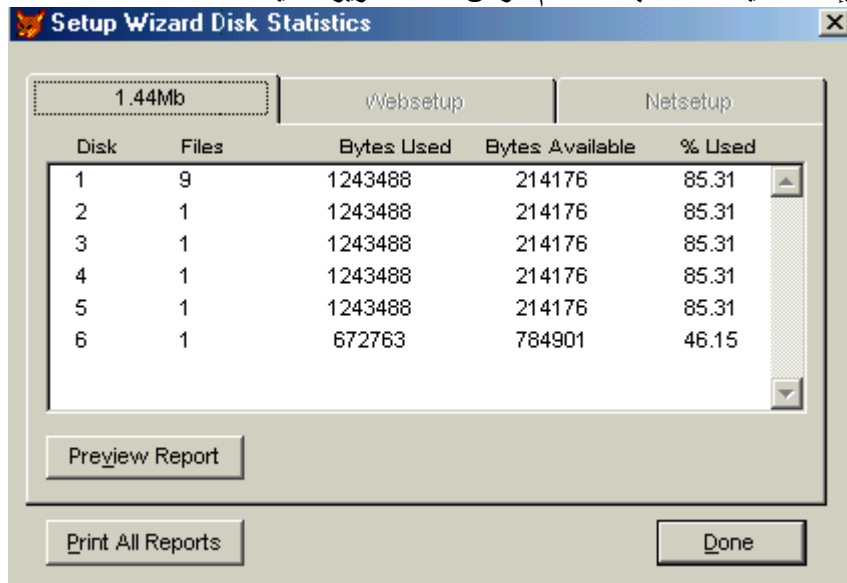 Setup Wizard Disk Statistics
1.44Mb Websetup Netsetup
Disk Files Bytes Used Bytes Available % Used
1 9 1243488 214176 85.31
2 1 1243488 214176 85.31
3 1 1243488 214176 85.31
4 1 1243488 214176 85.31
5 1 1243488 214176 85.31
6 1 672763 784901 46.15
Preview Report
Print All Reports Done